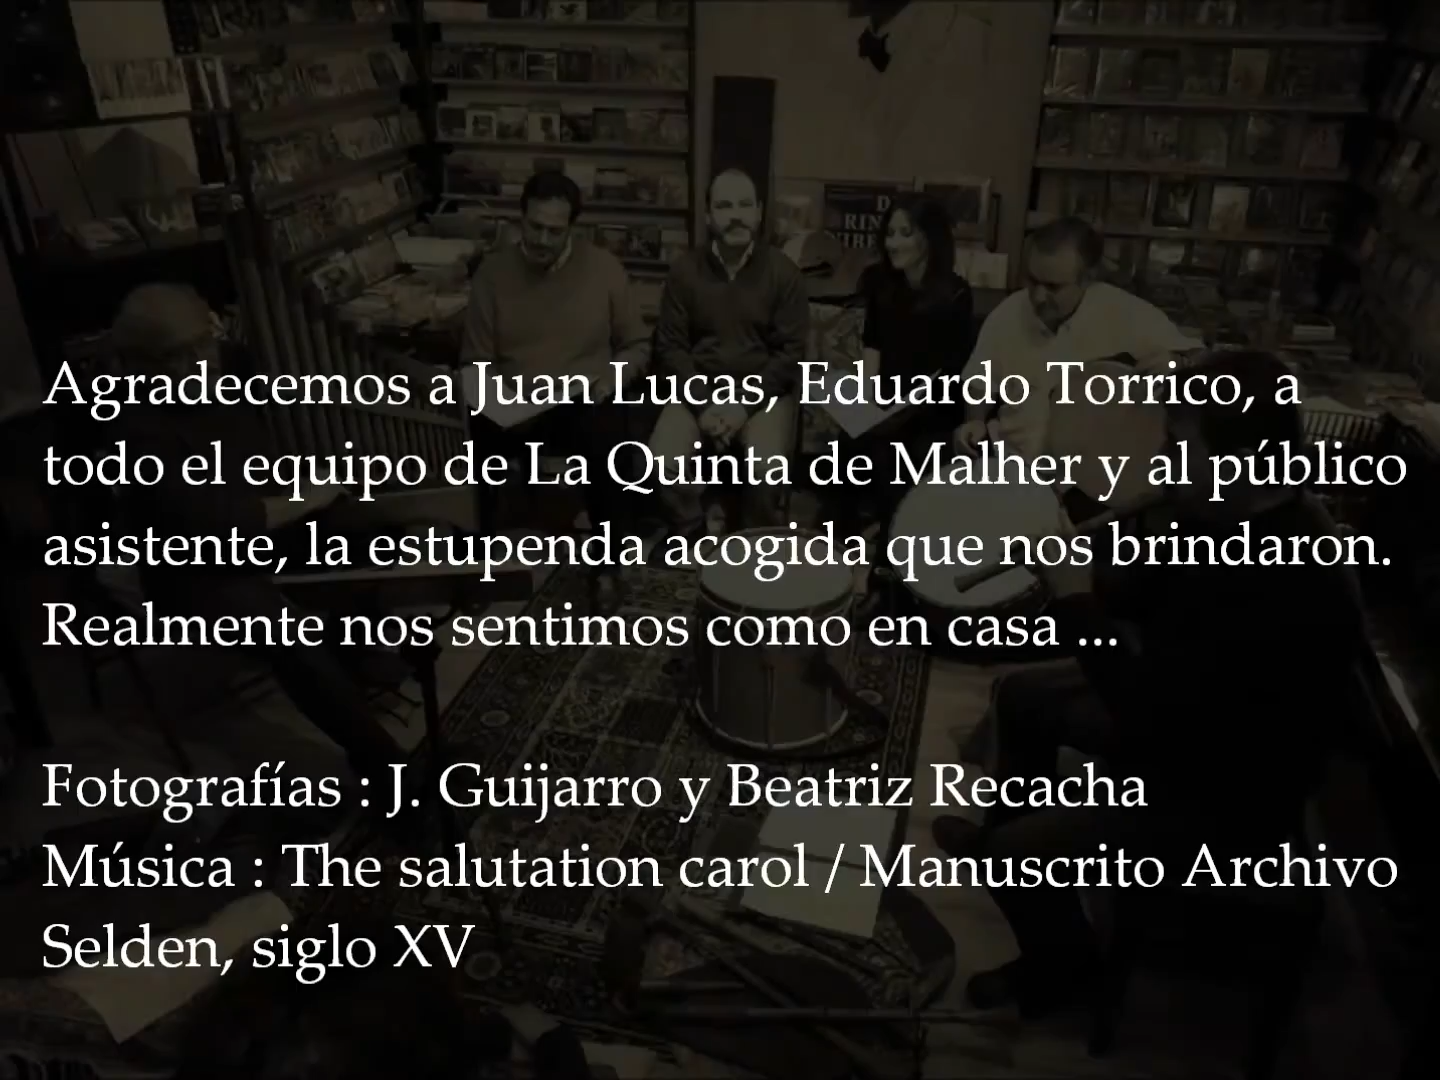 Agradecemos a Juan Lucas, Eduardo Torrico, a
todo el equipo de La Quinta de Malher y al público
asistente, la estupenda acogida que nos brindaron.
Realmente nos sentimos como en casa ...
Fotografías : J. Guijarro y Beatriz Recacha
Música : The salutation carol / Manuscrito Archivo
Selden, siglo XV